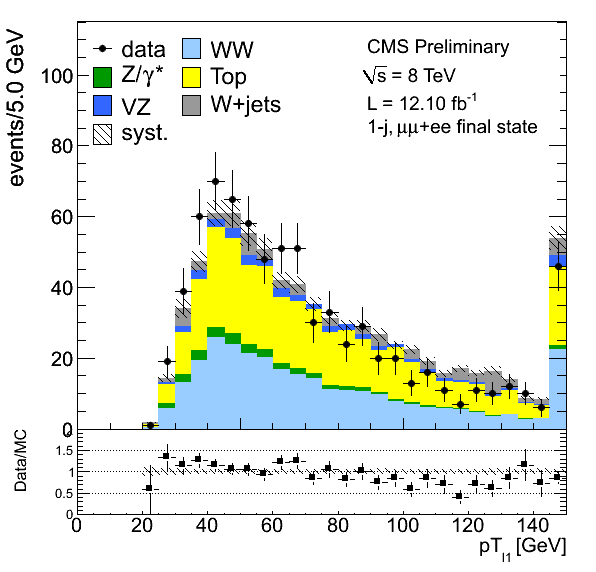 events/5.0 GeV
100
80
60
40
20
0
data
Z/γ*
VZ
syst.
WW
Top
W+jets
CMS Preliminary
√s = 8 TeV
L = 12.10 fb⁻¹
1-j, μμ+ee final state
Data/MC
1.5
1
0.5
0
0 20 40 60 80 100 120 140
pT_l1 [GeV]